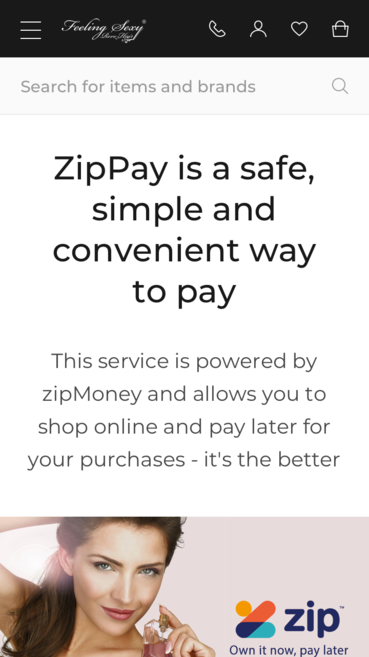 Feeling Sexy®
Search for items and brands
ZipPay is a safe,
simple and
convenient way
to pay
This service is powered by
zipMoney and allows you to
shop online and pay later for
your purchases - it's the better
zip™
Own it now, pay later